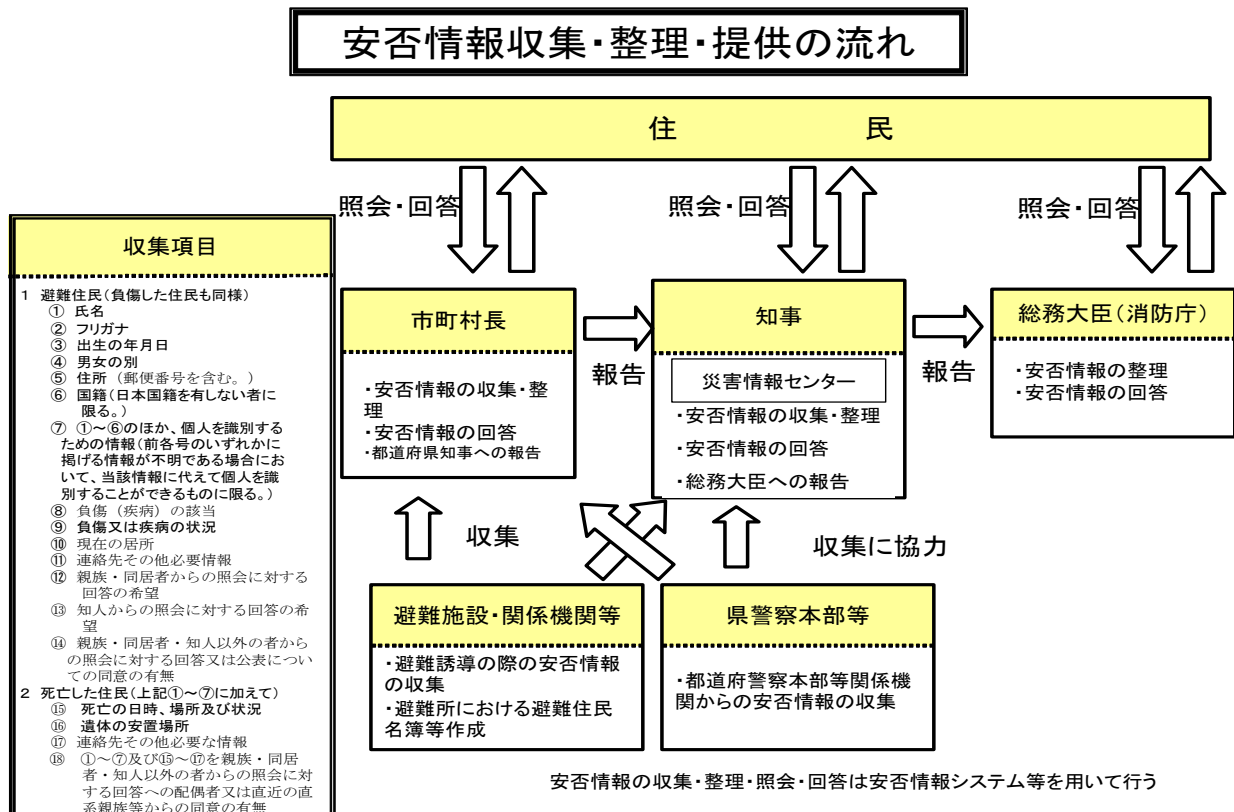 安否情報収集・整理・提供の流れ
住民
照会・回答
照会・回答
照会・回答
収集項目
1 避難住民(負傷した住民も同様)
① 氏名
② フリガナ
③ 出生の年月日
④ 男女の別
⑤ 住所(郵便番号を含む。)
⑥ 国籍(日本国籍を有しない者に
限る。)
⑦ ①~⑥のほか、個人を識別する
ための情報(前各号のいずれかに
掲げる情報が不明である場合にお
いて、当該情報に代えて個人を識
別することができるものに限る。)
⑧ 負傷(疾病)の該当
⑨ 負傷又は疾病の状況
⑩ 現在の居所
⑪ 連絡先その他必要情報
⑫ 親族・同居者からの照会に対する
回答の希望
⑬ 知人からの照会に対する回答の希
望
⑭ 親族・同居者・知人以外の者から
の照会に対する回答又は公表につい
ての同意の有無
2 死亡した住民(上記①~⑦に加えて)
⑮ 死亡の日時、場所及び状況
⑯ 遺体の安置場所
⑰ 連絡先その他必要な情報
⑱ ①~⑦及び⑮~⑰を親族・同居
者・知人以外の者からの照会に対
する回答への配偶者又は直近の直
系親族等からの同意の有無
市町村長
・安否情報の収集・整
理
・安否情報の回答
・都道府県知事への報告
報告
知事
災害情報センター
・安否情報の収集・整理
・安否情報の回答
・総務大臣への報告
報告
総務大臣(消防庁)
・安否情報の整理
・安否情報の回答
収集
収集に協力
避難施設・関係機関等
・避難誘導の際の安否情報
の収集
・避難所における避難住民
名簿等作成
県警察本部等
・都道府警察本部等関係機
関からの安否情報の収集
安否情報の収集・整理・照会・回答は安否情報システム等を用いて行う